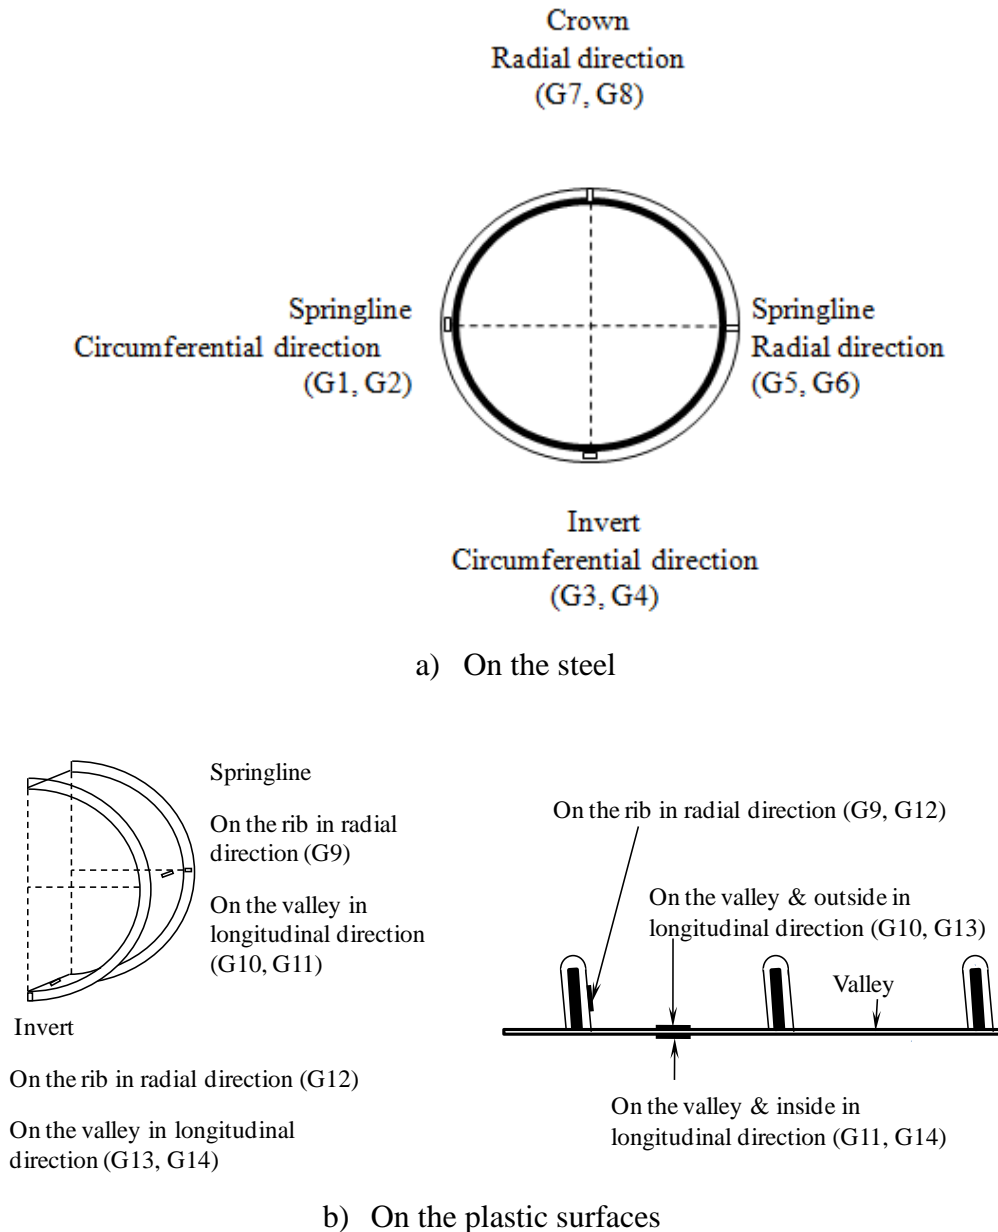 Crown
Radial direction
(G7, G8)
Springline
Circumferential direction
(G1, G2)
Springline
Radial direction
(G5, G6)
Invert
Circumferential direction
(G3, G4)
a) On the steel
Springline
On the rib in radial
direction (G9)
On the valley in
longitudinal direction
(G10, G11)
Invert
On the rib in radial direction (G12)
On the valley in longitudinal
direction (G13, G14)
On the rib in radial direction (G9, G12)
On the valley & outside in
longitudinal direction (G10, G13)
Valley
On the valley & inside in
longitudinal direction (G11, G14)
b) On the plastic surfaces